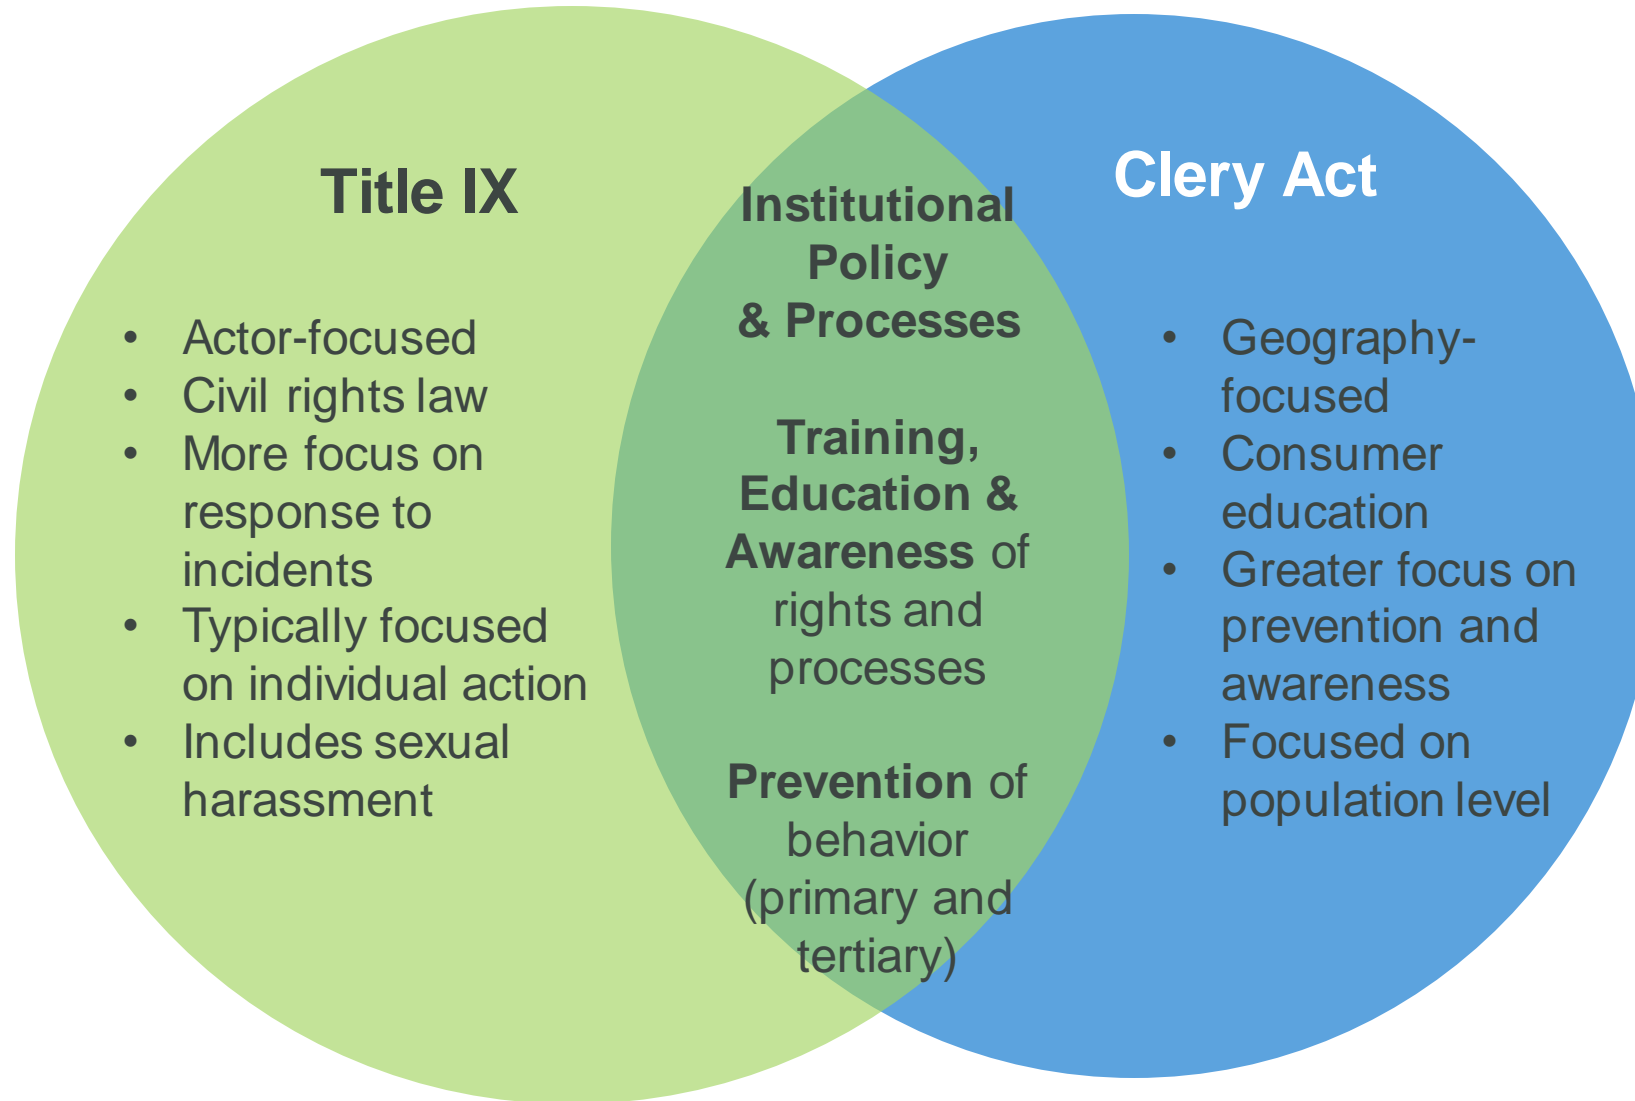 Title IX
• Actor-focused
• Civil rights law
• More focus on
response to
incidents
• Typically focused
on individual action
• Includes sexual
harassment
Institutional
Policy
& Processes
Training,
Education &
Awareness of
rights and
processes
Prevention of
behavior
(primary and
tertiary)
Clery Act
• Geography-
focused
• Consumer
education
• Greater focus on
prevention and
awareness
• Focused on
population level